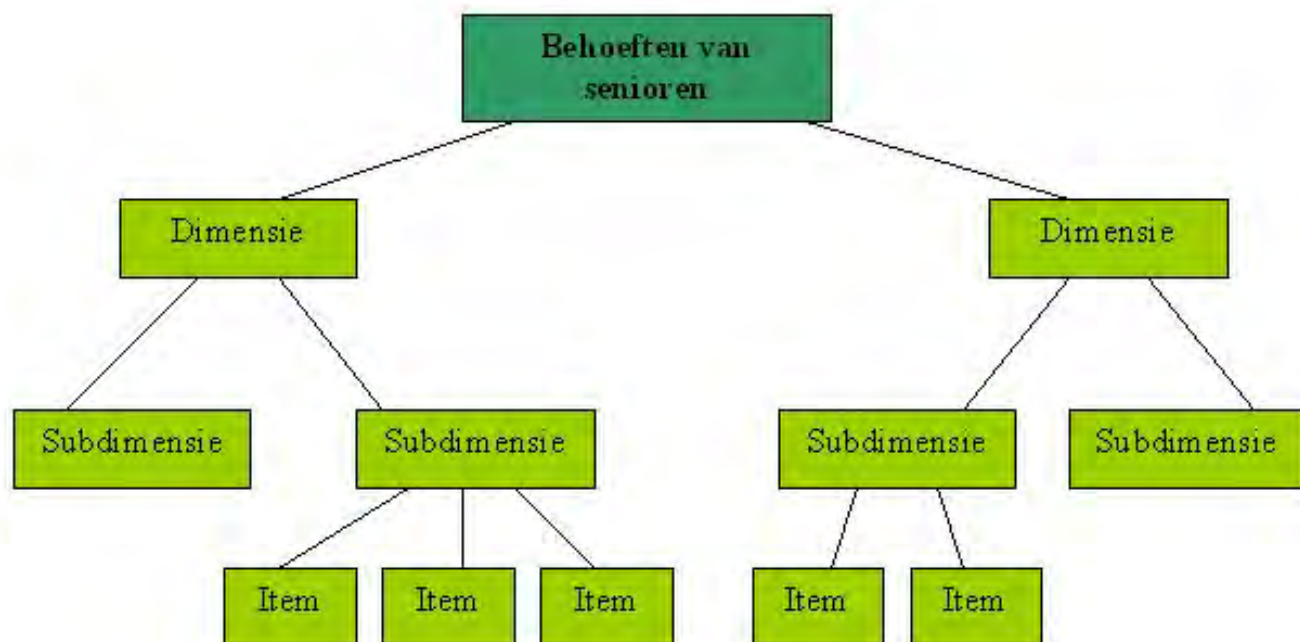 Behoeften van
senioren
Dimensie
Dimensie
Subdimensie
Subdimensie
Subdimensie
Subdimensie
Item
Item
Item
Item
Item